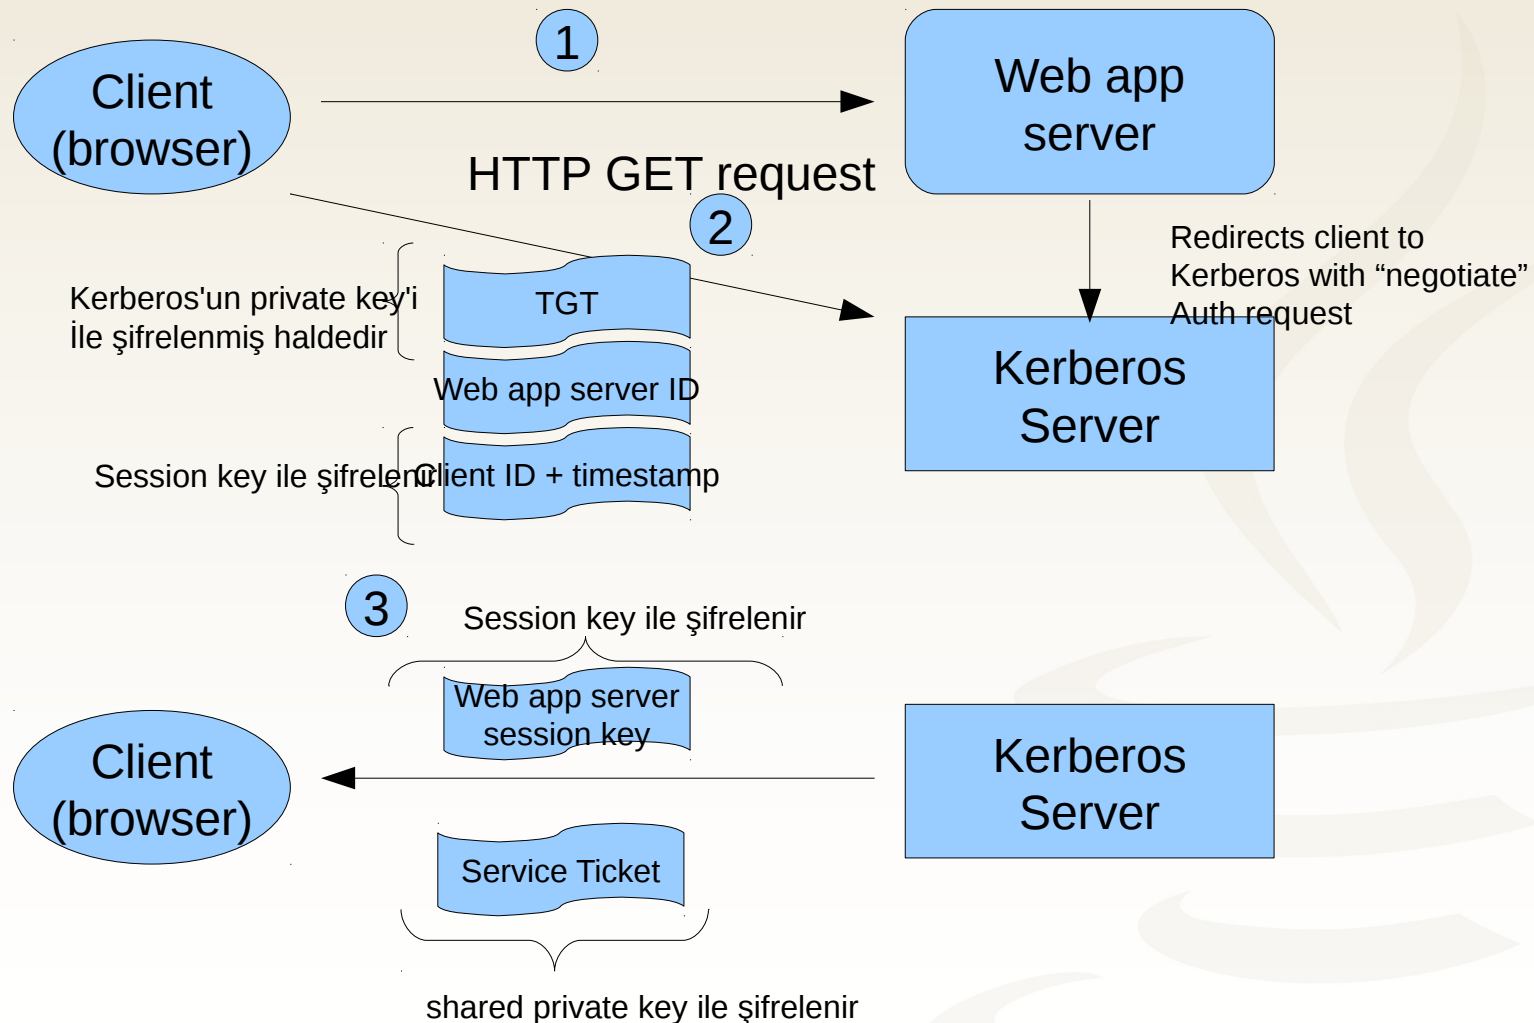 1
Client
(browser)
Web app
server
HTTP GET request
2
Redirects client to
Kerberos with “negotiate”
Auth request
Kerberos'un private key'i
İle şifrelenmiş haldedir
TGT
Web app server ID
Session key ile şifrelenir
Client ID + timestamp
Kerberos
Server
3
Session key ile şifrelenir
Web app server
session key
Client
(browser)
Kerberos
Server
Service Ticket
shared private key ile şifrelenir